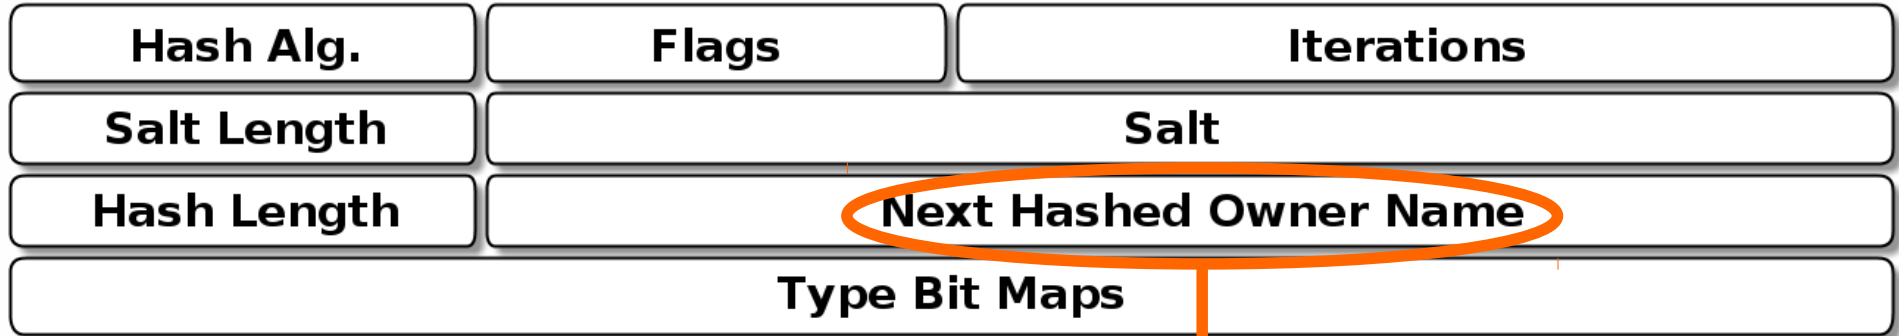 Hash Alg. Flags Iterations
Salt Length Salt
Hash Length Next Hashed Owner Name
Type Bit Maps